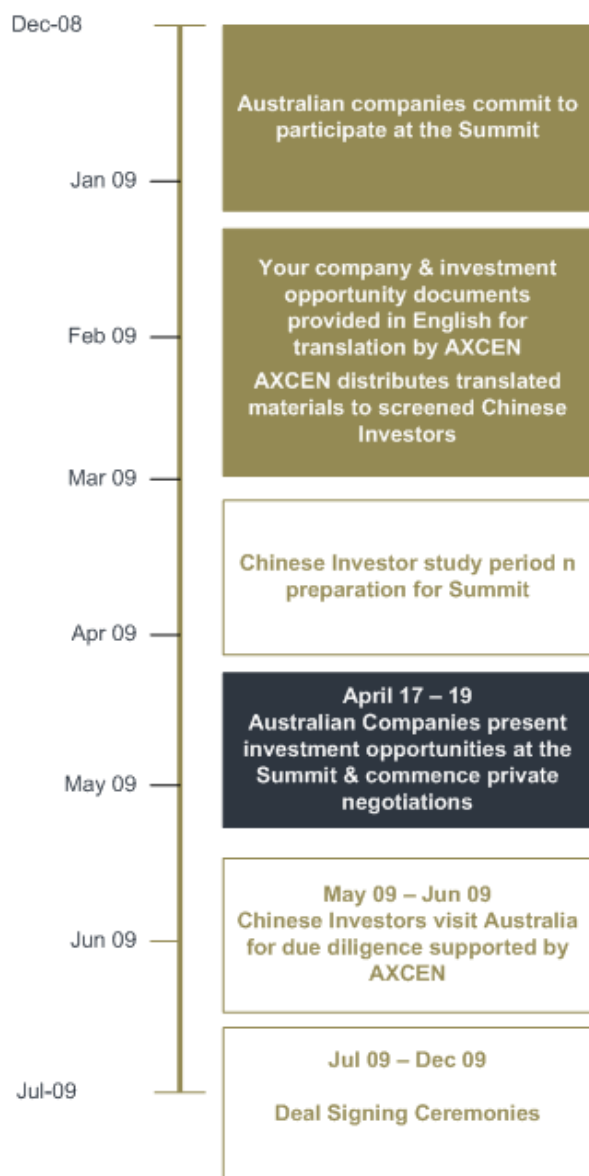 Dec-08
Australian companies commit to
participate at the Summit
Jan 09
Your company & investment
opportunity documents
provided in English for
translation by AXCEN
AXCEN distributes translated
materials to screened Chinese
Investors
Feb 09
Mar 09
Chinese Investor study period n
preparation for Summit
Apr 09
April 17 – 19
Australian Companies present
investment opportunities at the
Summit & commence private
negotiations
May 09
May 09 – Jun 09
Chinese Investors visit Australia
for due diligence supported by
AXCEN
Jun 09
Jul 09 – Dec 09
Deal Signing Ceremonies
Jul-09